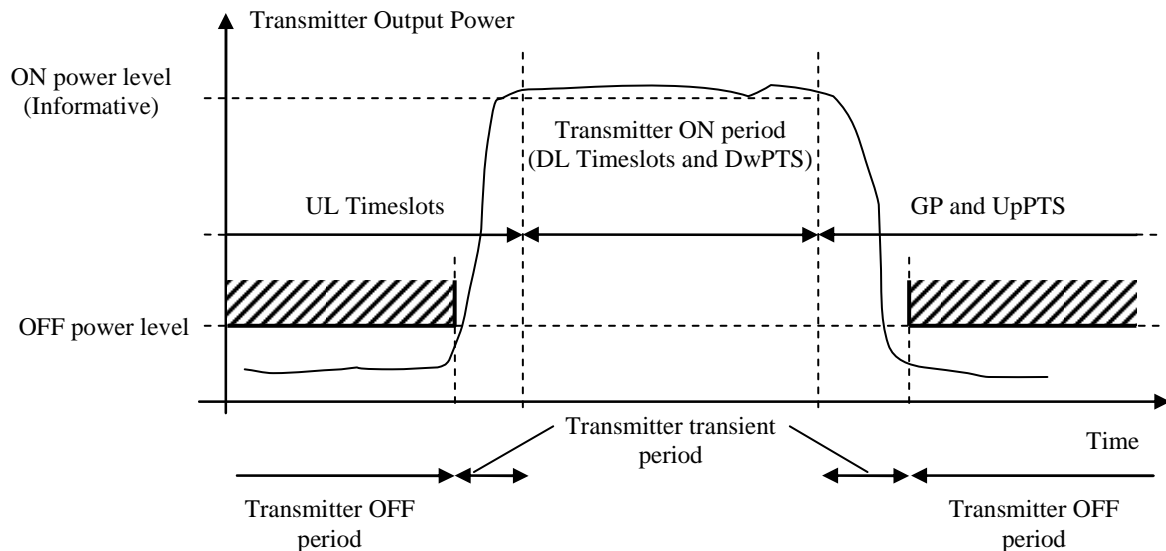 Transmitter Output Power
ON power level
(Informative)
Transmitter ON period
(DL Timeslots and DwPTS)
UL Timeslots
GP and UpPTS
OFF power level
Transmitter transient
period
Time
Transmitter OFF
period
Transmitter OFF
period